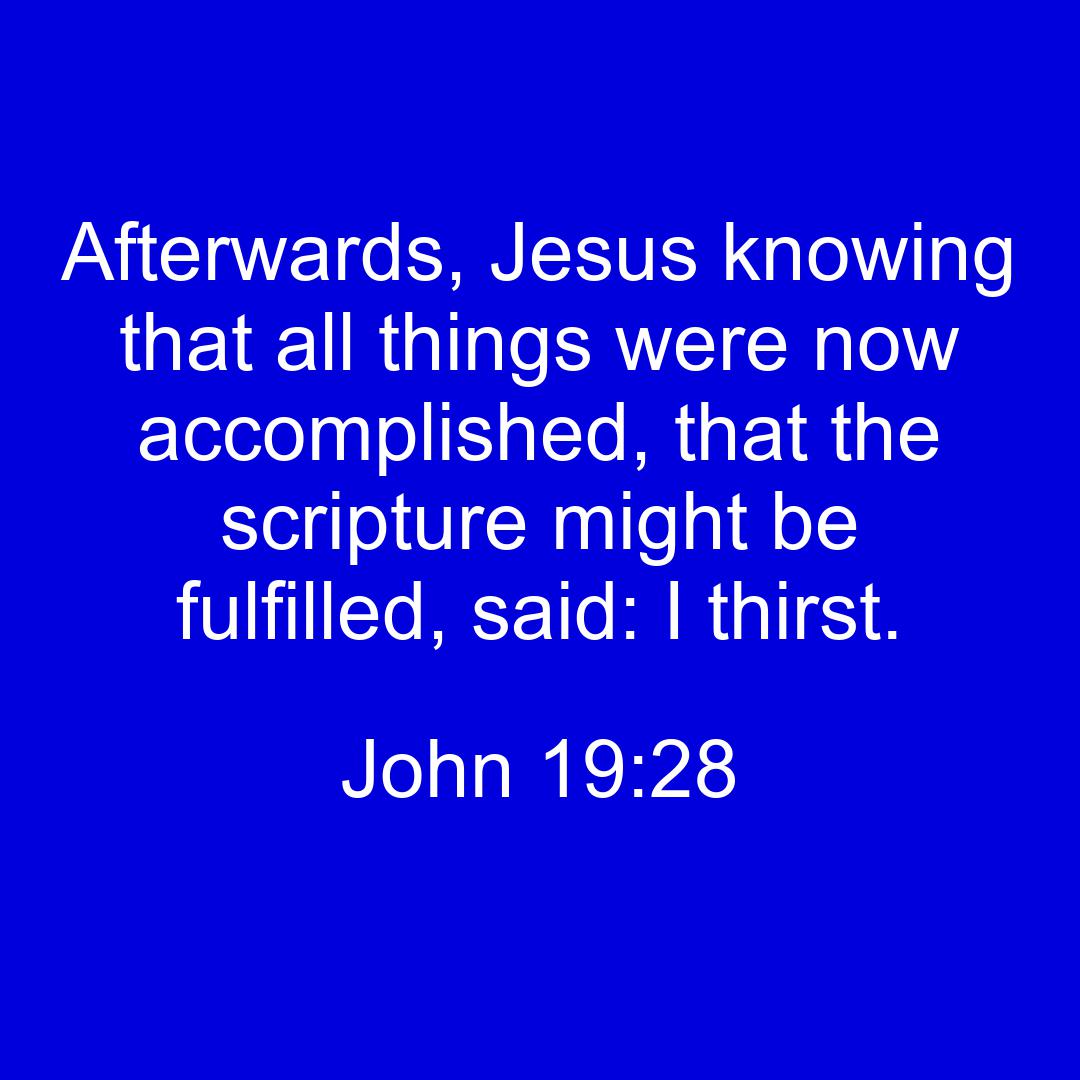 Afterwards, Jesus knowing
that all things were now
accomplished, that the
scripture might be
fulfilled, said: I thirst.
John 19:28